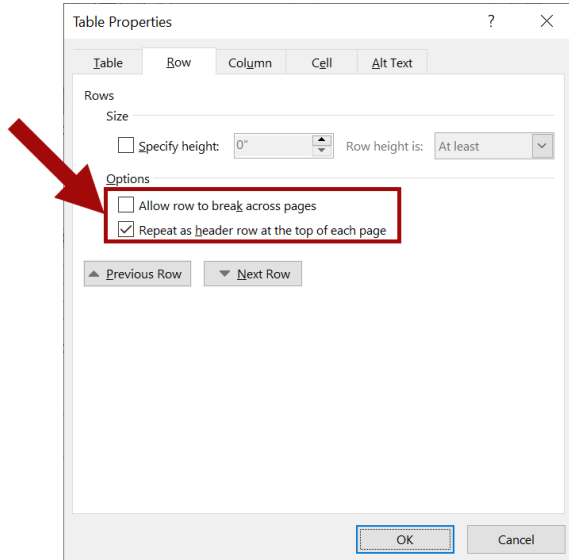 Table Properties ? ×
Table Row Column Cell Alt Text
Rows
Size
Specify height: 0" Row height is: At least
Options
Allow row to break across pages
Repeat as header row at the top of each page
Previous Row Next Row
OK Cancel